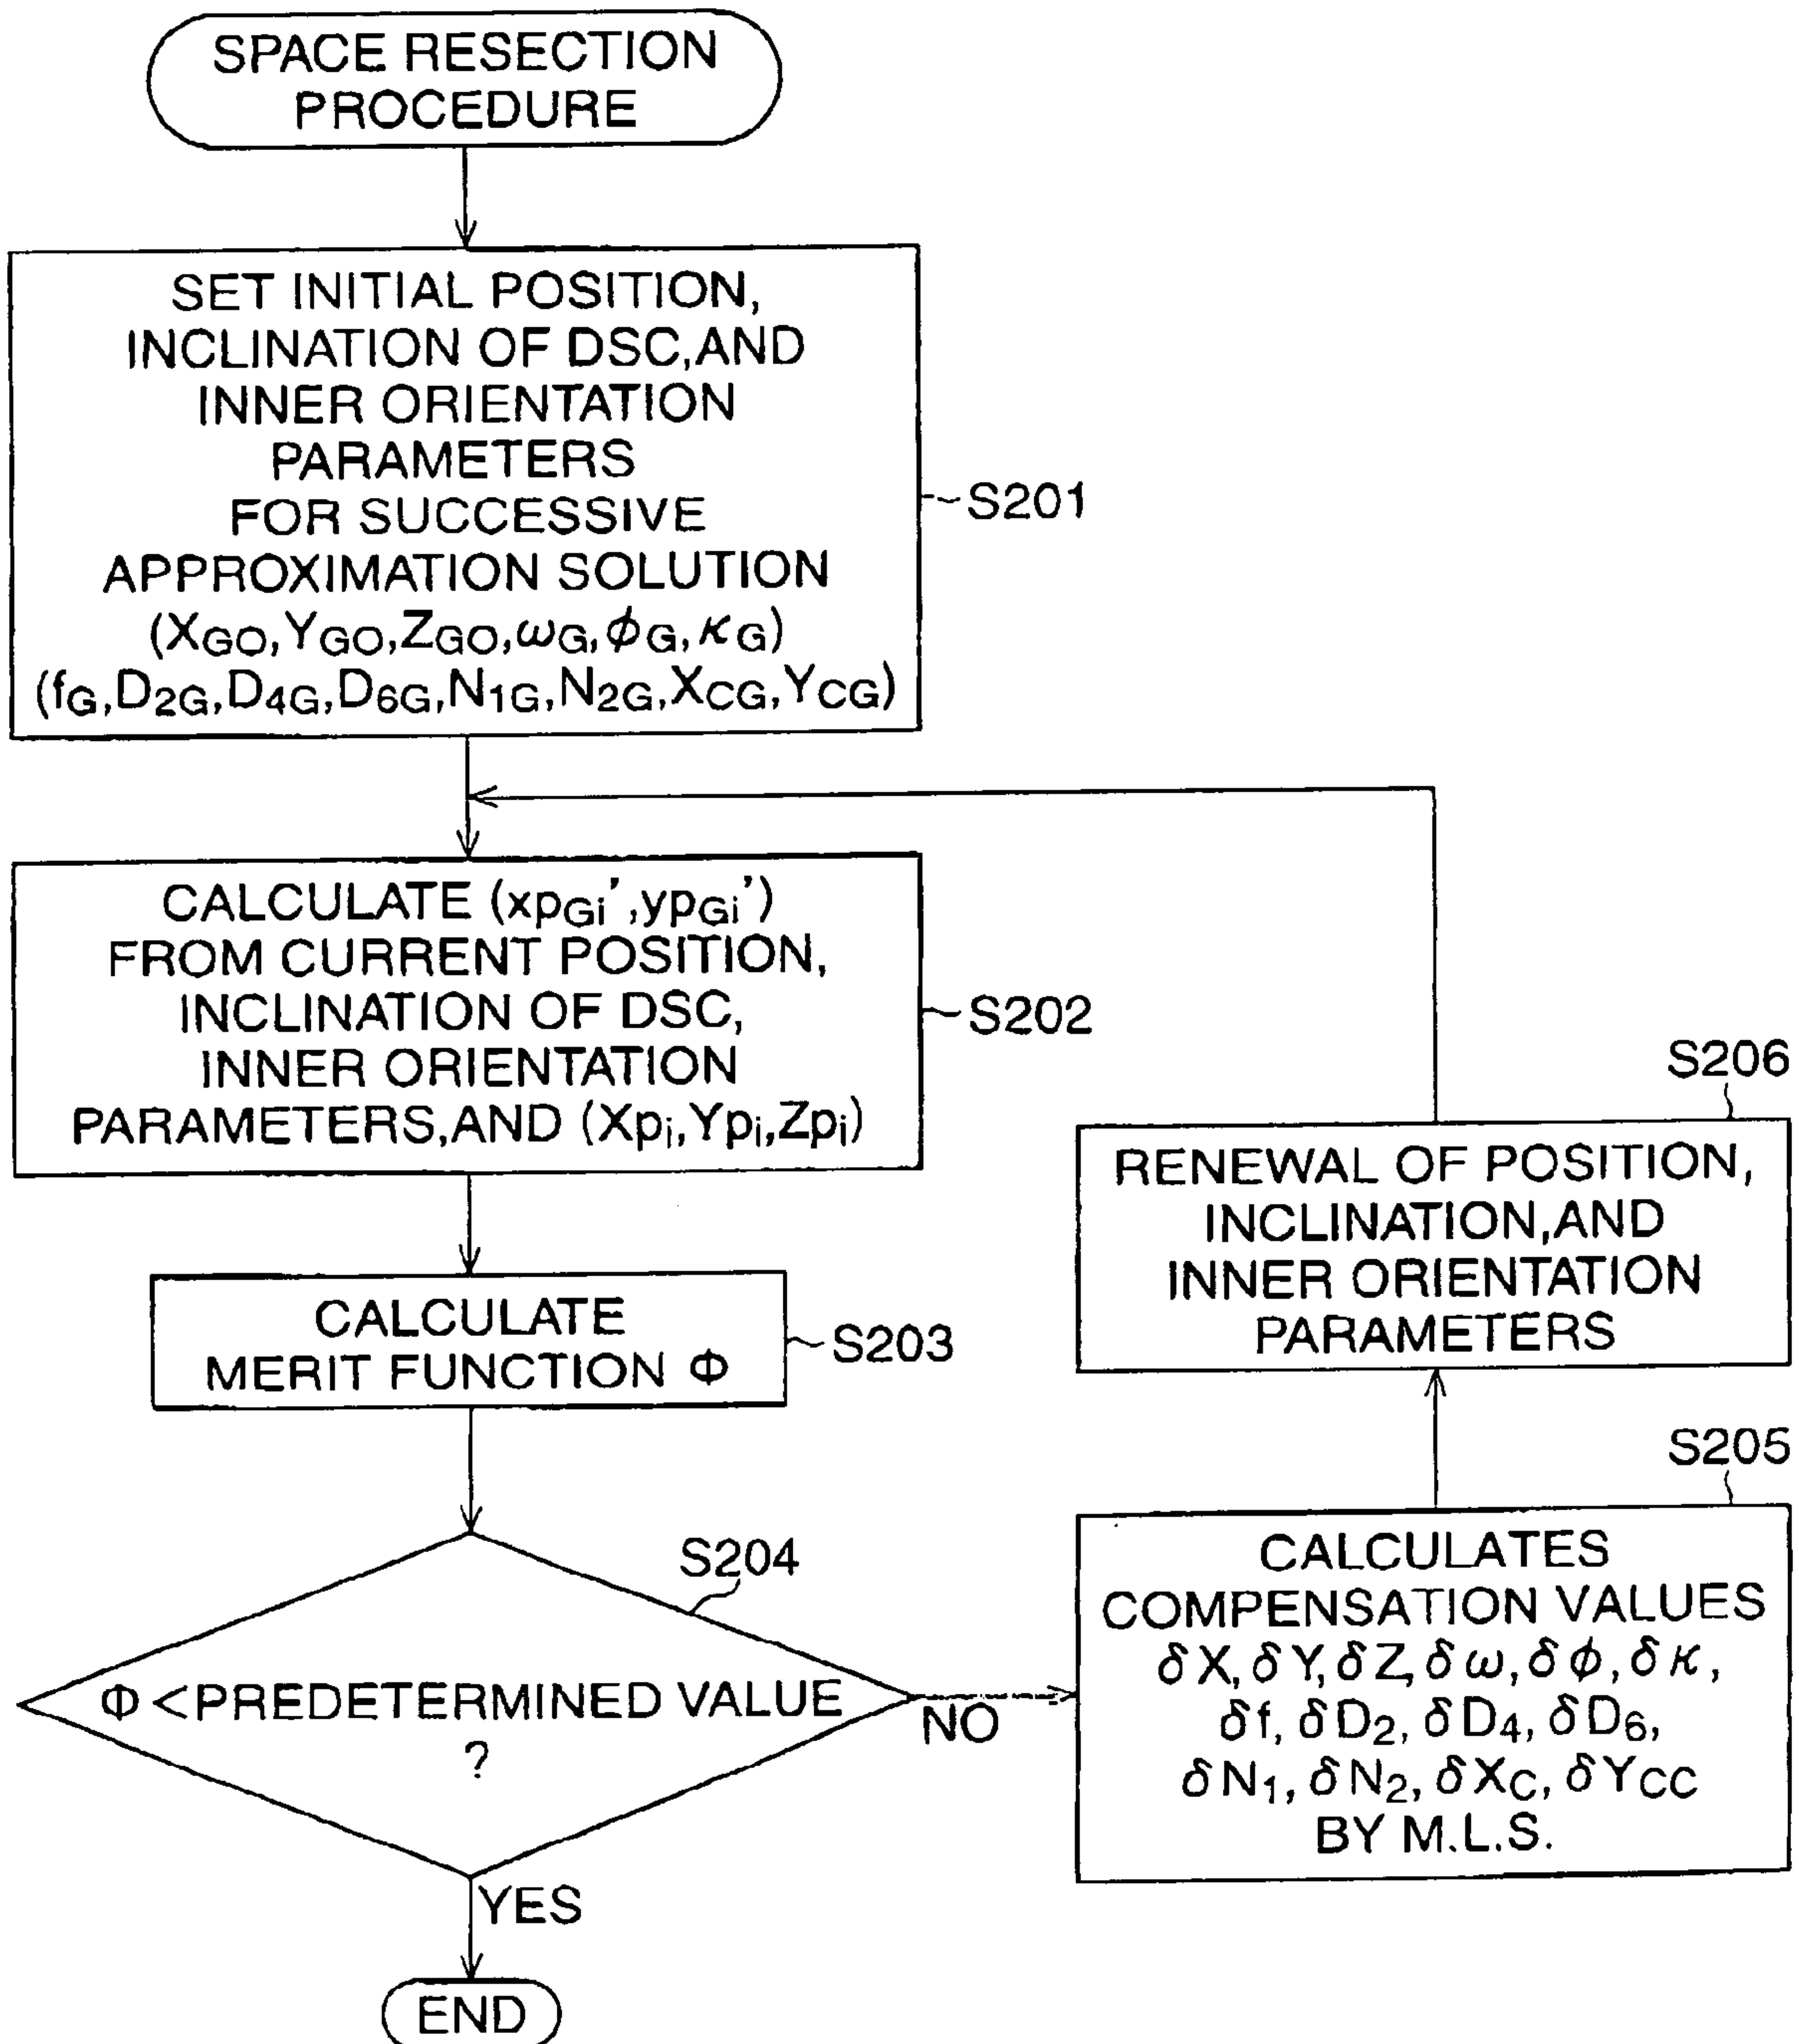 SPACE RESECTION
PROCEDURE
SET INITIAL POSITION,
INCLINATION OF DSC,AND
INNER ORIENTATION
PARAMETERS
FOR SUCCESSIVE
APPROXIMATION SOLUTION
(XGO,YGO,ZGO,ωG,ϕG,κG)
(fG,D2G,D4G,D6G,N1G,N2G,XCG,YCG)
S201
CALCULATE (xpGi',ypGi')
FROM CURRENT POSITION,
INCLINATION OF DSC,
INNER ORIENTATION
PARAMETERS,AND (Xpi,Ypi,Zpi)
S202
CALCULATE
MERIT FUNCTION Φ
S203
S204
Φ<PREDETERMINED VALUE
?
NO
YES
END
S205
CALCULATES
COMPENSATION VALUES
δX,δY,δZ,δω,δϕ,δκ,
δf,δD2,δD4,δD6,
δN1,δN2,δXC,δYCC
BY M.L.S.
S206
RENEWAL OF POSITION,
INCLINATION,AND
INNER ORIENTATION
PARAMETERS